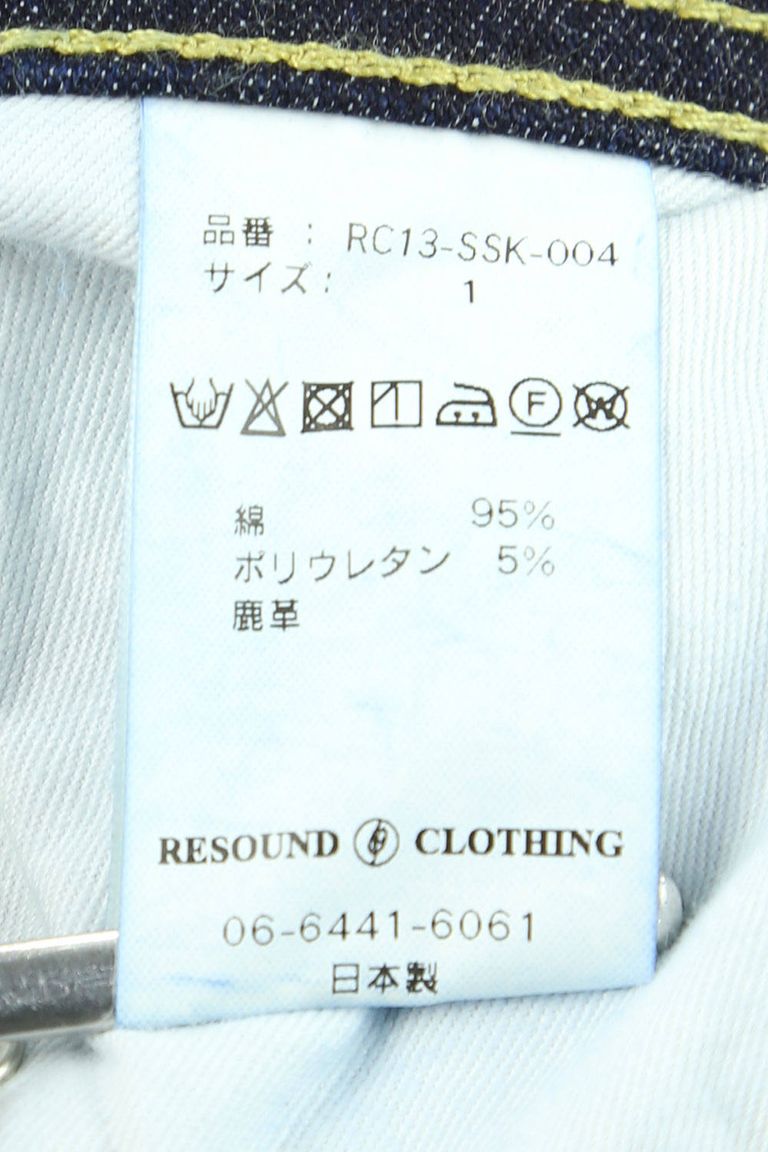 品番 : RC13-SSK-004
サイズ: 1
F W
綿 95%
ポリウレタン 5%
鹿革
RESOUND CLOTHING
06-6441-6061
日本製